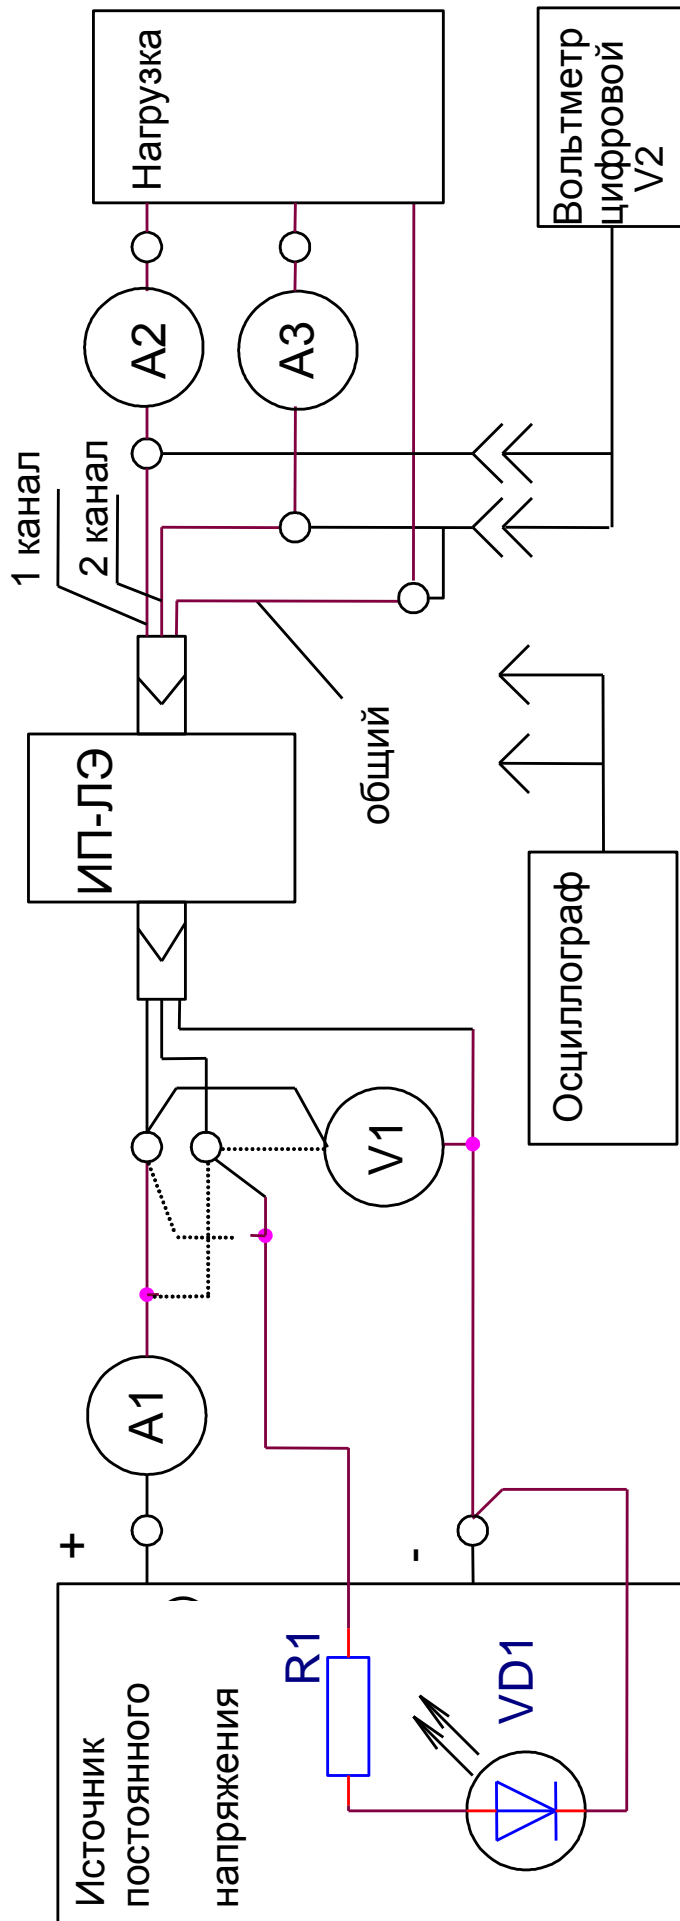 Источник
постоянного
напряжения
+
-
R1
VD1
A1
V1
ИП-ЛЭ
Осциллограф
1 канал
2 канал
общий
A2
A3
Нагрузка
Вольтметр
цифровой
V2